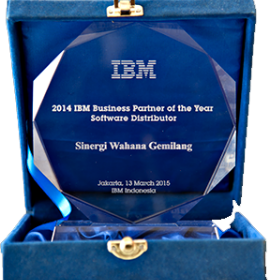 IBM
2014 IBM Business Partner of the Year
Software Distributor
Sinergi Wahana Gemilang
Jakarta, 13 March 2015
IBM Indonesia